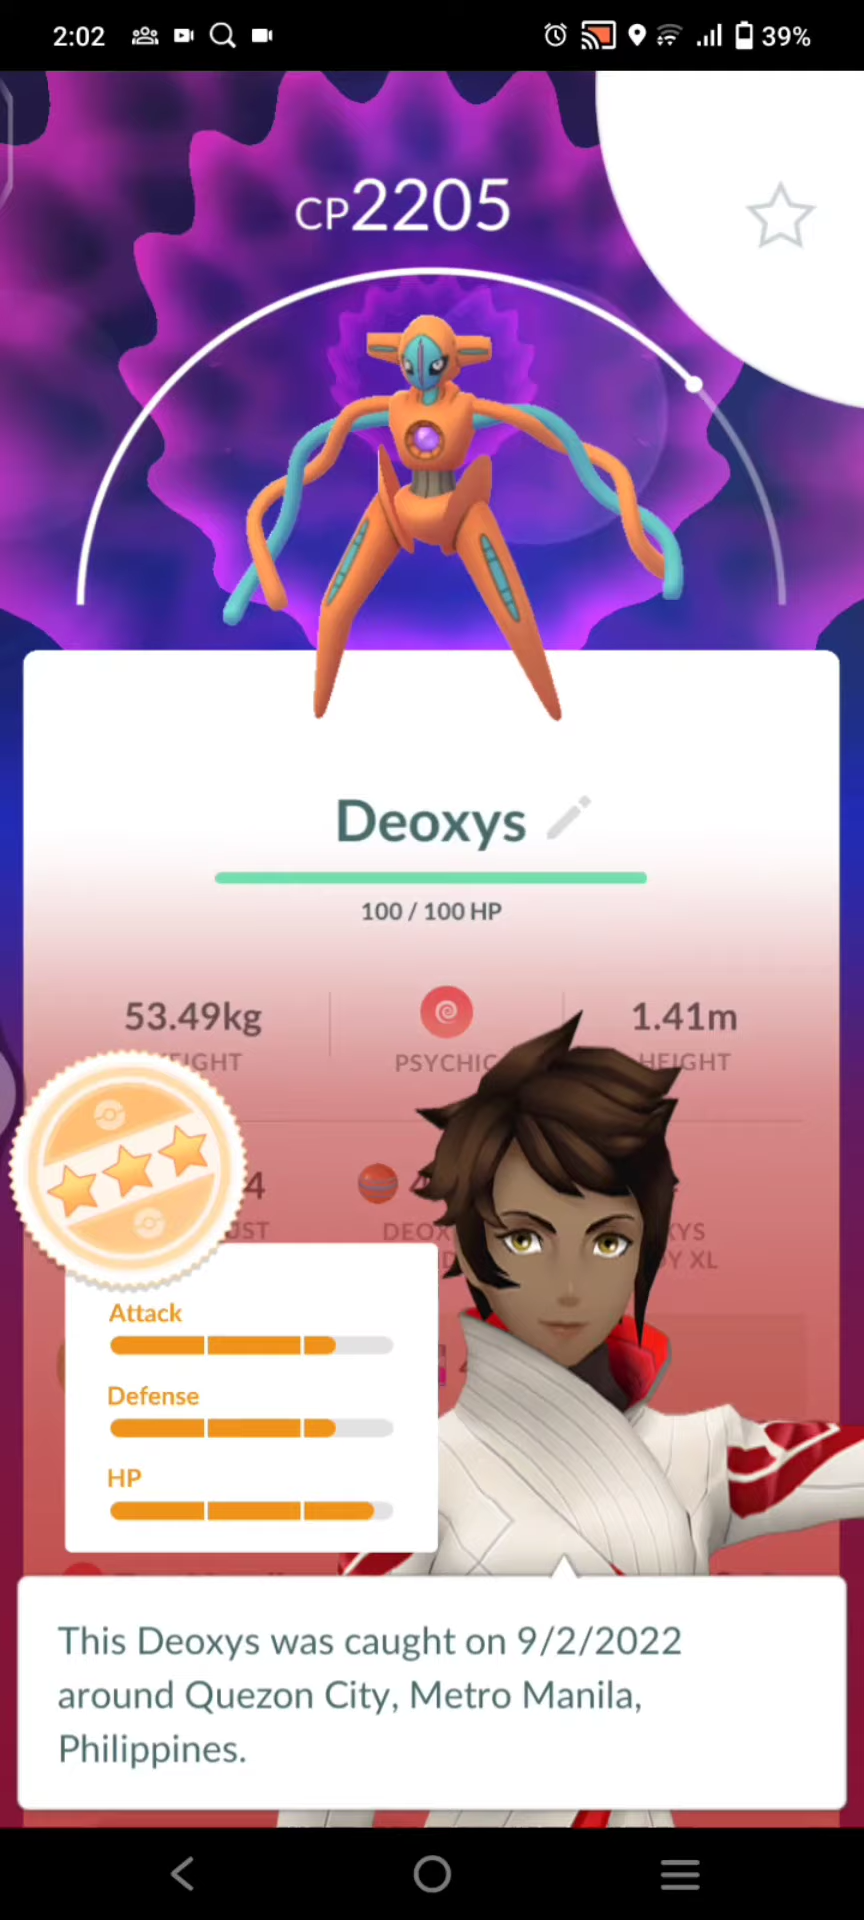 2:02
39%
CP2205
Deoxys
100 / 100 HP
53.49kg
PSYCHIC
1.41m
HEIGHT
Attack
Defense
HP
This Deoxys was caught on 9/2/2022
around Quezon City, Metro Manila,
Philippines.